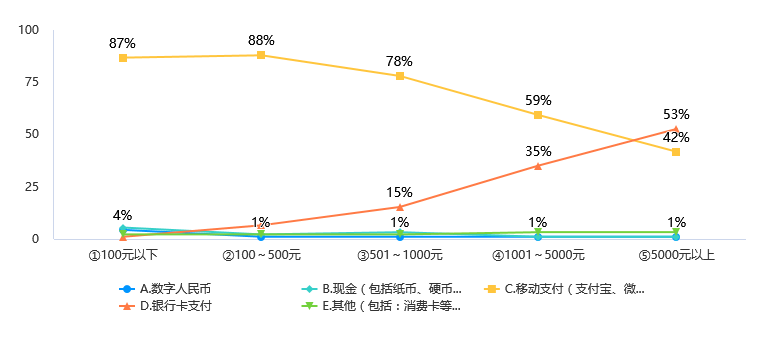 100
87%
88%
78%
75
59%
53%
50
42%
35%
25
15%
4%
1%
1%
1%
1%
0
①100元以下
②100~500元
③501~1000元
④1001~5000元
⑤5000元以上
A.数字人民币
B.现金(包括纸币、硬币...
C.移动支付(支付宝、微...
D.银行卡支付
E.其他(包括:消费卡等...